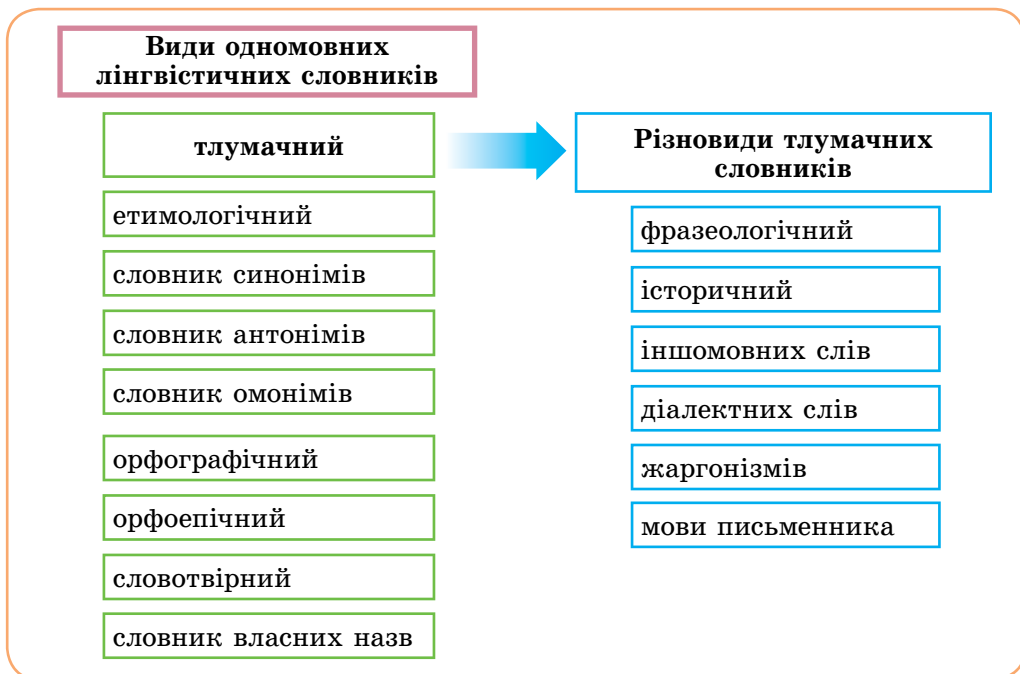 Види одномовних
лінгвістичних словників
тлумачний
етимологічний
словник синонімів
словник антонімів
словник омонімів
орфографічний
орфоепічний
словотвірний
словник власних назв
Різновиди тлумачних
словників
фразеологічний
історичний
іншомовних слів
діалектних слів
жаргонізмів
мови письменника